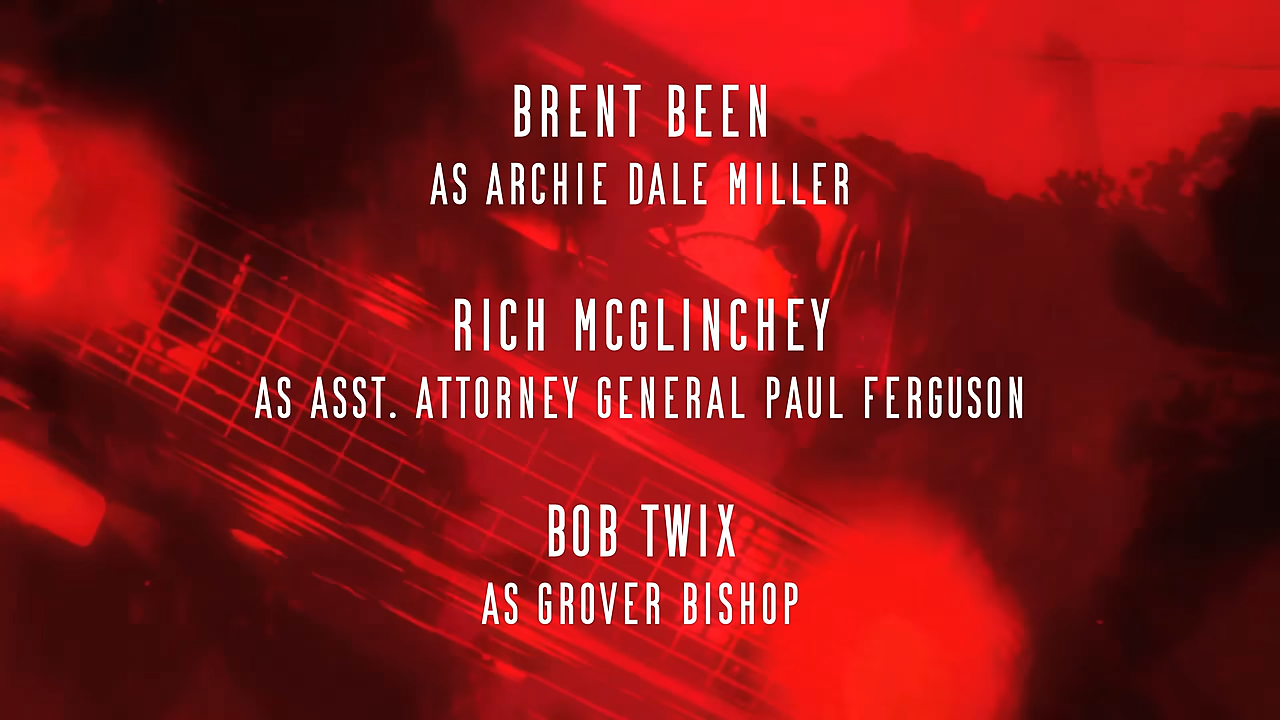 BRENT BEEN
AS ARCHIE DALE MILLER
RICH MCGLINCHEY
AS ASST. ATTORNEY GENERAL PAUL FERGUSON
BOB TWIX
AS GROVER BISHOP